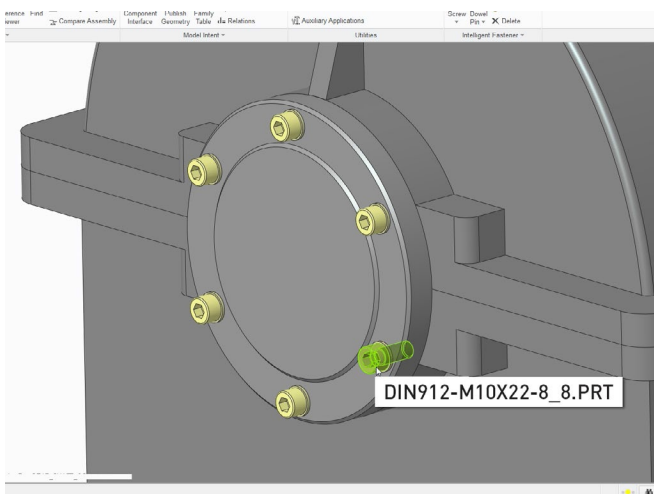 Find
Component Publish Family
Screw Dowel
Compare Assembly Interface Geometry Table Relations Auxiliary Applications Pin Delete
Model Intent Utilities Intelligent Fastener
DIN912-M10X22-8_8.PRT